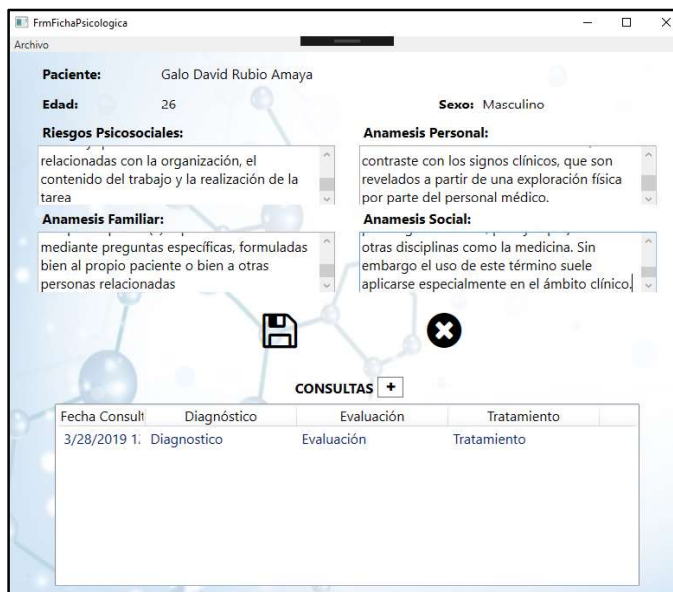 FrmFichaPsicologica
Archivo
Paciente: Galo David Rubio Amaya
Edad: 26 Sexo: Masculino
Riesgos Psicosociales:
relacionadas con la organización, el
contenido del trabajo y la realización de la
tarea
Anamesis Personal:
contraste con los signos clínicos, que son
revelados a partir de una exploración física
por parte del personal médico.
Anamesis Familiar:
mediante preguntas específicas, formuladas
bien al propio paciente o bien a otras
personas relacionadas
Anamesis Social:
otras disciplinas como la medicina. Sin
embargo el uso de este término suele
aplicarse especialmente en el ámbito clínico.
CONSULTAS +
Fecha Consult Diagnóstico Evaluación Tratamiento
3/28/2019 1. Diagnostico Evaluación Tratamiento